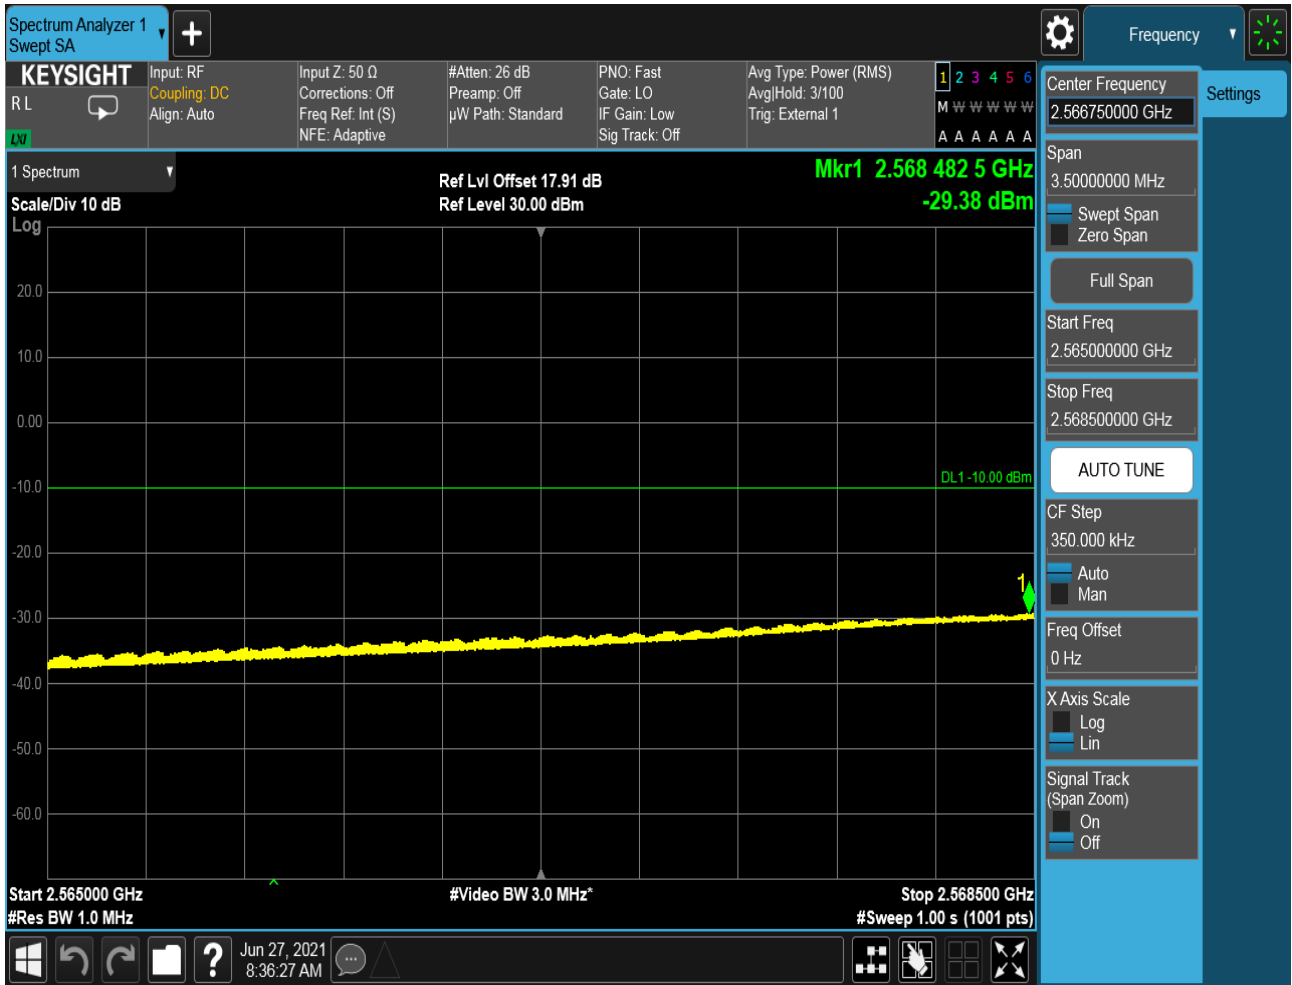 Spectrum Analyzer 1
Swept SA
+
Frequency
KEYSIGHT
R L
LXI
Input: RF
Coupling: DC
Align: Auto
Input Z: 50 Ω
Corrections: Off
Freq Ref: Int (S)
NFE: Adaptive
#Atten: 26 dB
Preamp: Off
µW Path: Standard
PNO: Fast
Gate: LO
IF Gain: Low
Sig Track: Off
Avg Type: Power (RMS)
Avg|Hold: 3/100
Trig: External 1
1 2 3 4 5 6
M W W W W W
A A A A A A
1 Spectrum
Scale/Div 10 dB
Log
Ref Lvl Offset 17.91 dB
Ref Level 30.00 dBm
Mkr1 2.568 482 5 GHz
-29.38 dBm
20.0
10.0
0.00
-10.0
-20.0
-30.0
-40.0
-50.0
-60.0
DL1 -10.00 dBm
1
Start 2.565000 GHz
#Res BW 1.0 MHz
#Video BW 3.0 MHz*
Stop 2.568500 GHz
#Sweep 1.00 s (1001 pts)
Center Frequency
2.566750000 GHz
Settings
Span
3.50000000 MHz
Swept Span
Zero Span
Full Span
Start Freq
2.565000000 GHz
Stop Freq
2.568500000 GHz
AUTO TUNE
CF Step
350.000 kHz
Auto
Man
Freq Offset
0 Hz
X Axis Scale
Log
Lin
Signal Track
(Span Zoom)
On
Off
?
Jun 27, 2021
8:36:27 AM